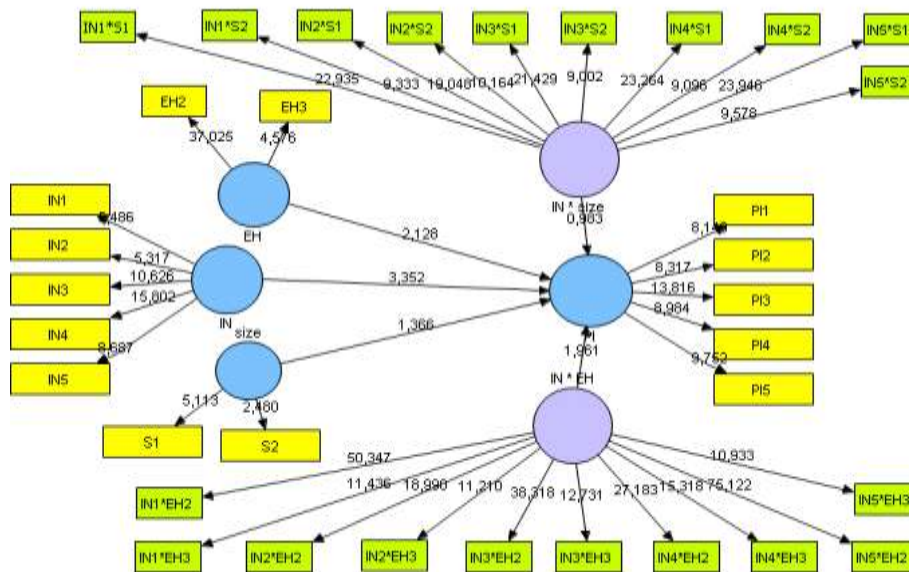 IN1*S1
IN1*S2
IN2*S1
IN2*S2
IN3*S1
IN3*S2
IN4*S1
IN4*S2
IN5*S1
IN5*S2
22,935
9,333
19,046
10,164
21,429
9,002
23,264
9,096
23,946
9,578
EH2
EH3
37,025
4,576
EH
IN * size
0,983
IN1
IN2
IN3
IN4
IN5
5,317
10,626
15,802
8,687
IN
2,128
3,352
1,366
size
5,113
2,480
S1
S2
PI1
PI2
PI3
PI4
PI5
8,317
13,816
8,984
9,752
1,961
IN * EH
50,347
11,436
18,996
11,210
38,318
12,731
27,183
15,318
75,122
10,933
IN1*EH2
IN1*EH3
IN2*EH2
IN2*EH3
IN3*EH2
IN3*EH3
IN4*EH2
IN4*EH3
IN5*EH2
IN5*EH3